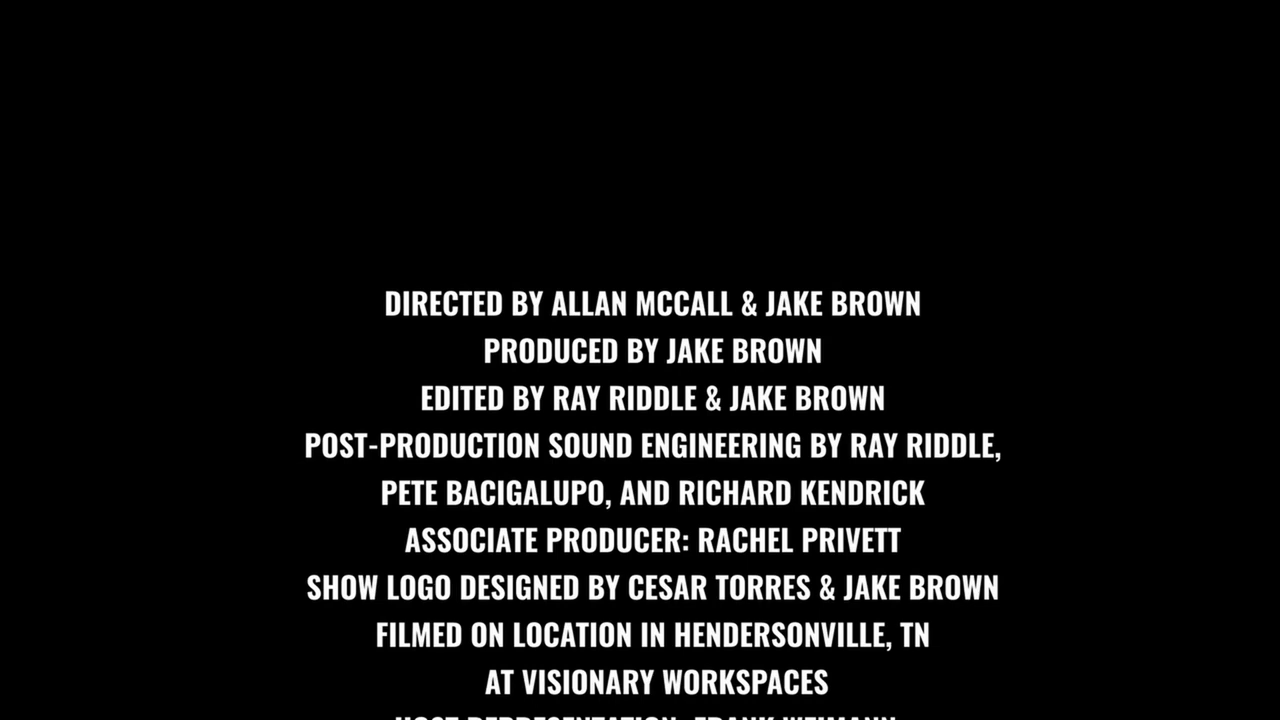 DIRECTED BY ALLAN MCCALL & JAKE BROWN
PRODUCED BY JAKE BROWN
EDITED BY RAY RIDDLE & JAKE BROWN
POST-PRODUCTION SOUND ENGINEERING BY RAY RIDDLE,
PETE BACIGALUPO, AND RICHARD KENDRICK
ASSOCIATE PRODUCER: RACHEL PRIVETT
SHOW LOGO DESIGNED BY CESAR TORRES & JAKE BROWN
FILMED ON LOCATION IN HENDERSONVILLE, TN
AT VISIONARY WORKSPACES